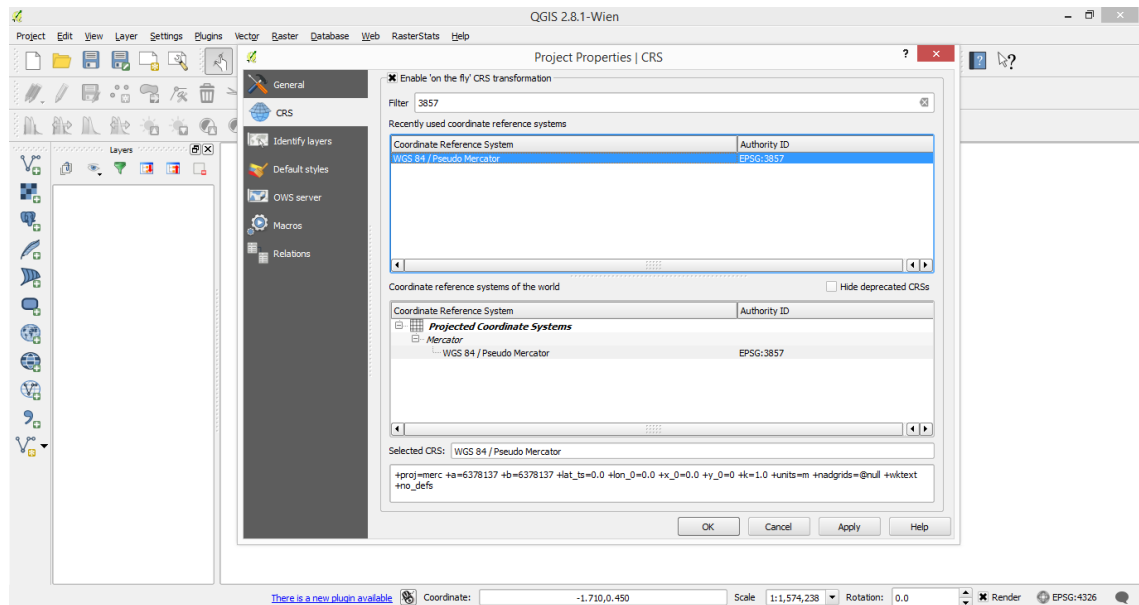 QGIS 2.8.1-Wien
Project Edit View Layer Settings Plugins Vector Raster Database Web RasterStats Help
Project Properties | CRS
General
CRS
Identify layers
Default styles
OWS server
Macros
Relations
Enable 'on the fly' CRS transformation
Filter 3857
Recently used coordinate reference systems
Coordinate Reference System Authority ID
WGS 84 / Pseudo Mercator EPSG:3857
Coordinate reference systems of the world Hide deprecated CRSs
Coordinate Reference System Authority ID
Projected Coordinate Systems
Mercator
WGS 84 / Pseudo Mercator EPSG:3857
Selected CRS: WGS 84 / Pseudo Mercator
+proj=merc +a=6378137 +b=6378137 +lat_ts=0.0 +lon_0=0.0 +x_0=0.0 +y_0=0 +k=1.0 +units=m +nadgrids=@null +wktext
+no_defs
OK Cancel Apply Help
Layers
There is a new plugin available Coordinate: -1.710,0.450 Scale 1:1,574,238 Rotation: 0.0 Render EPSG:4326